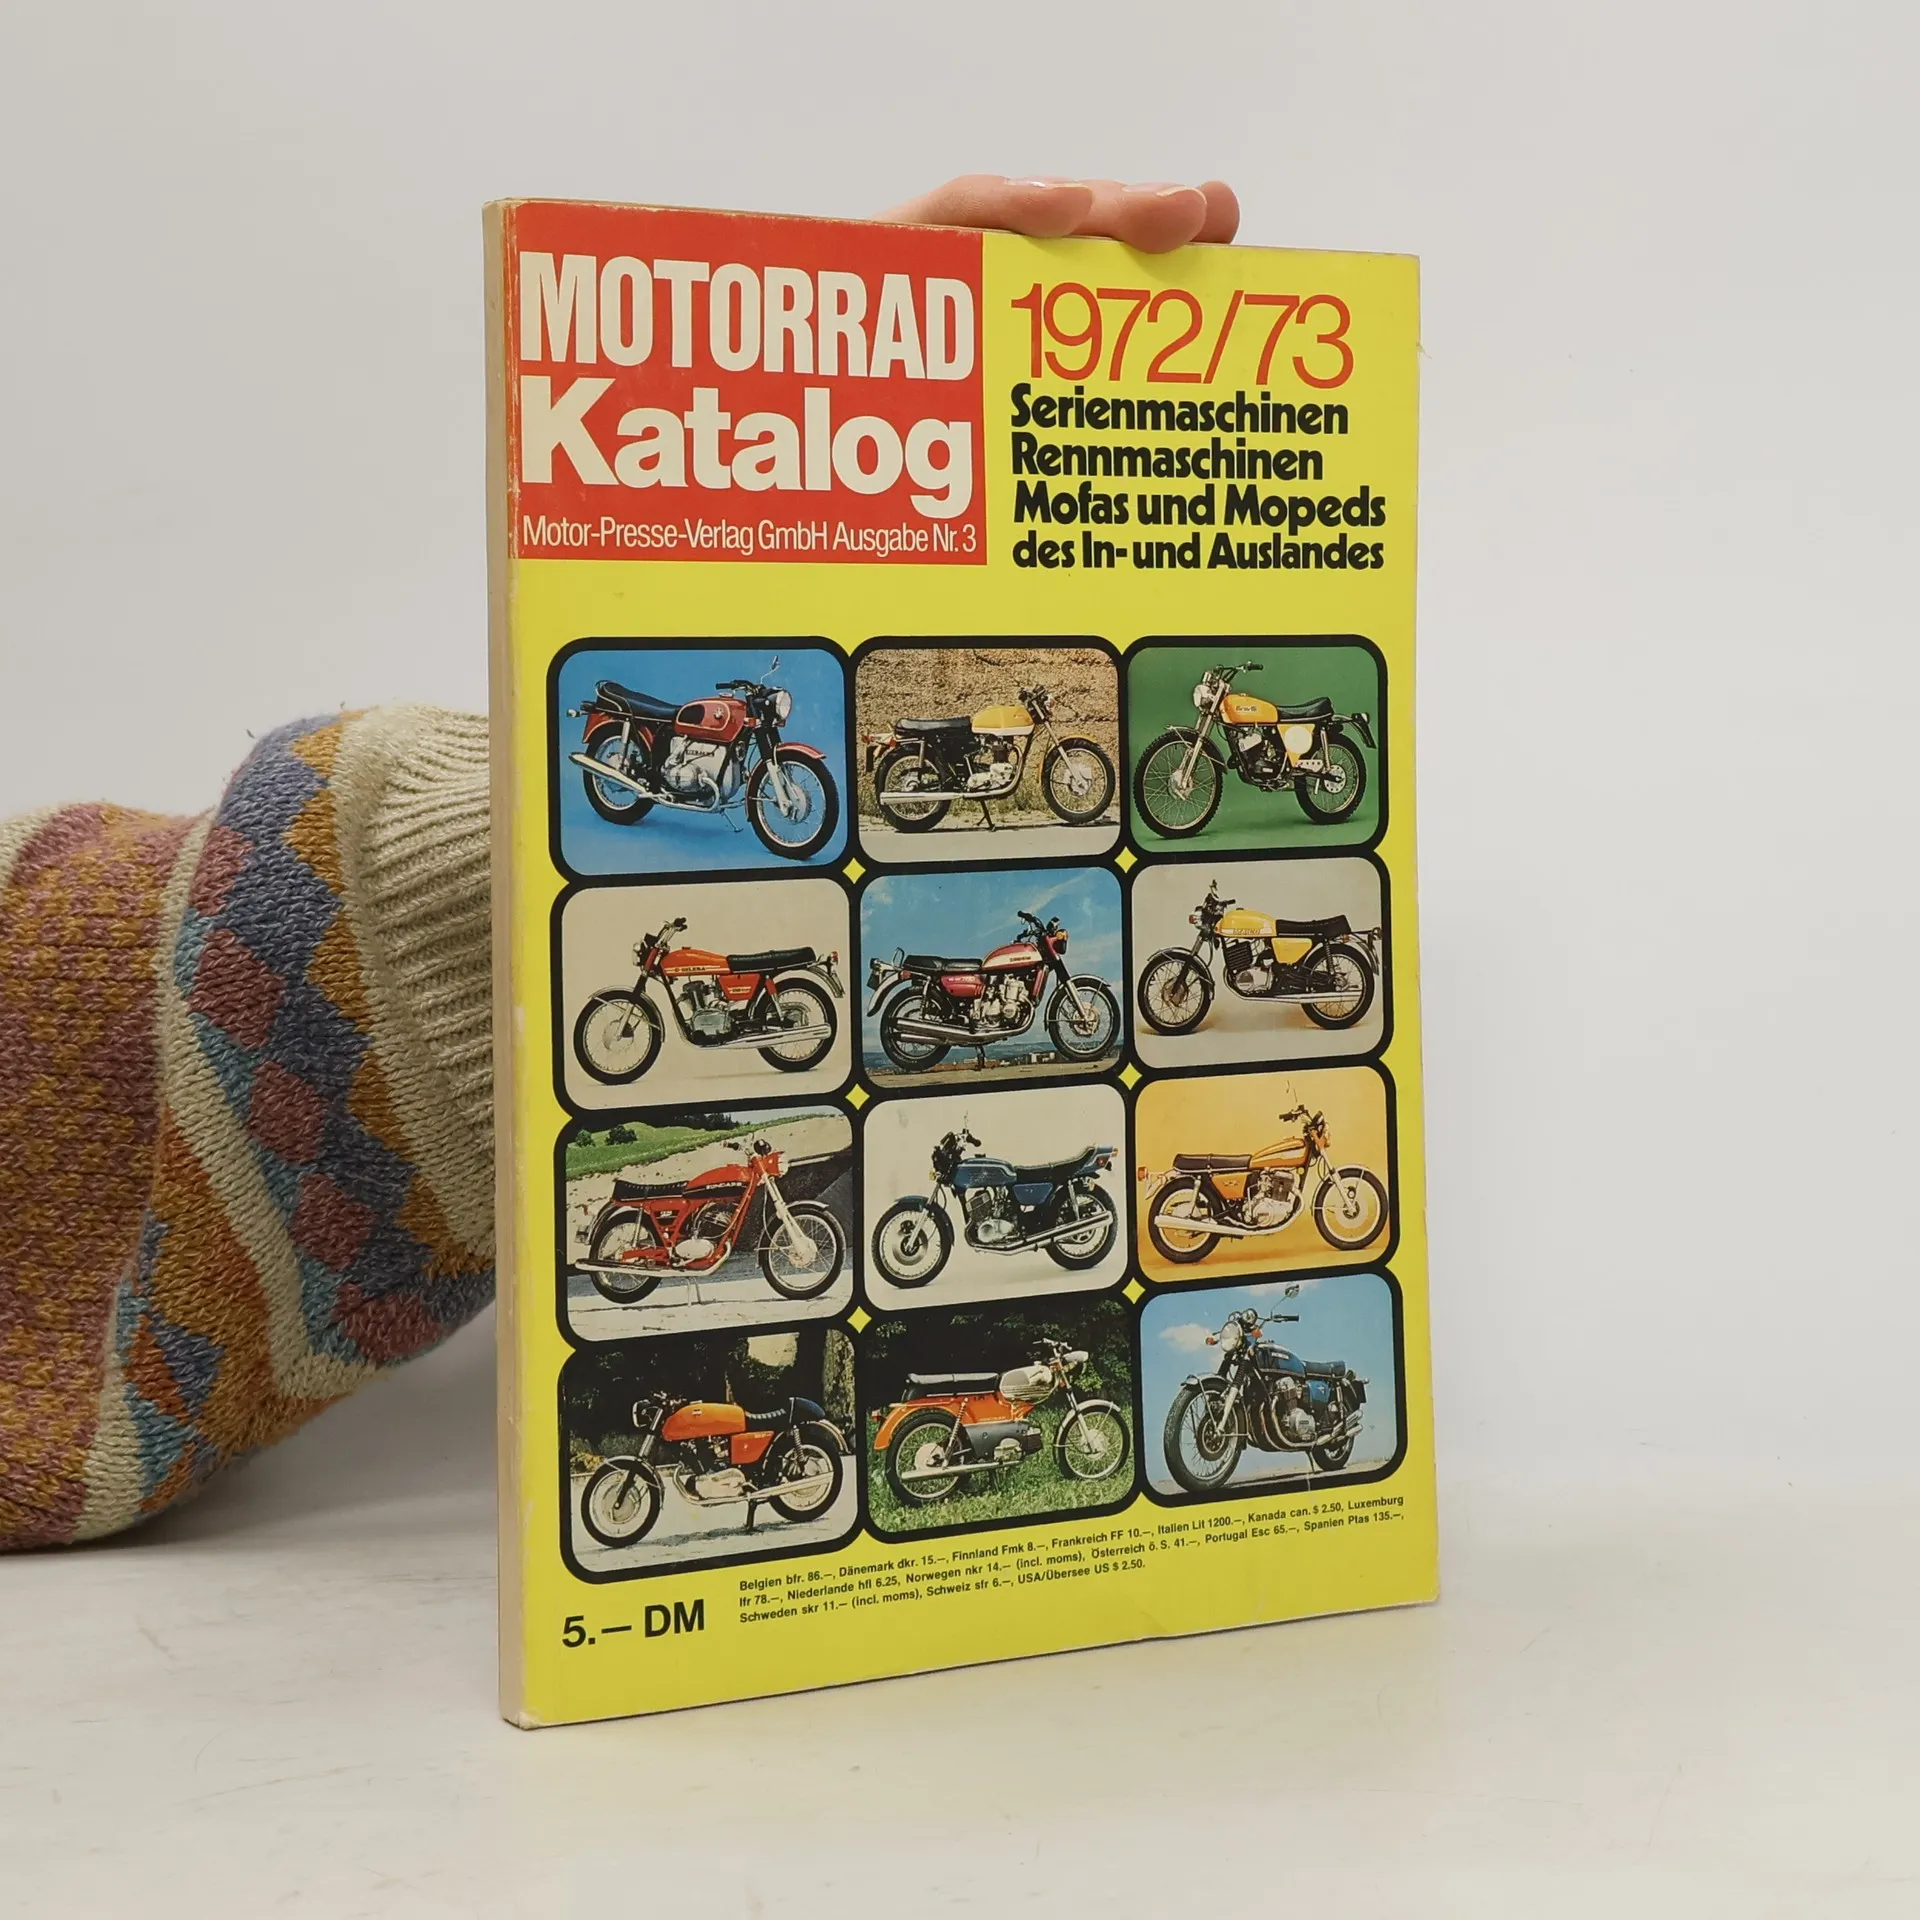 MOTORRAD
Katalog
Motor-Presse-Verlag GmbH Ausgabe Nr. 3
1972/73
Serienmaschinen
Rennmaschinen
Mofas und Mopeds
des In- und Auslandes
GILERA
MAICO
ZUNDAPP
5.— DM
Belgien bfr. 86.—, Dänemark dkr. 15.—, Finnland Fmk 8.—, Frankreich FF 10.—, Italien Lit 1200.—, Kanada can. $ 2.50, Luxemburg
lfr 78.—, Niederlande hfl 6.25, Norwegen nkr 14.— (incl. moms), Österreich ö. S. 41.—, Portugal Esc 65.—, Spanien Ptas 135.—,
Schweden skr 11.— (incl. moms), Schweiz sfr 6.—, USA/Übersee US $ 2.50.